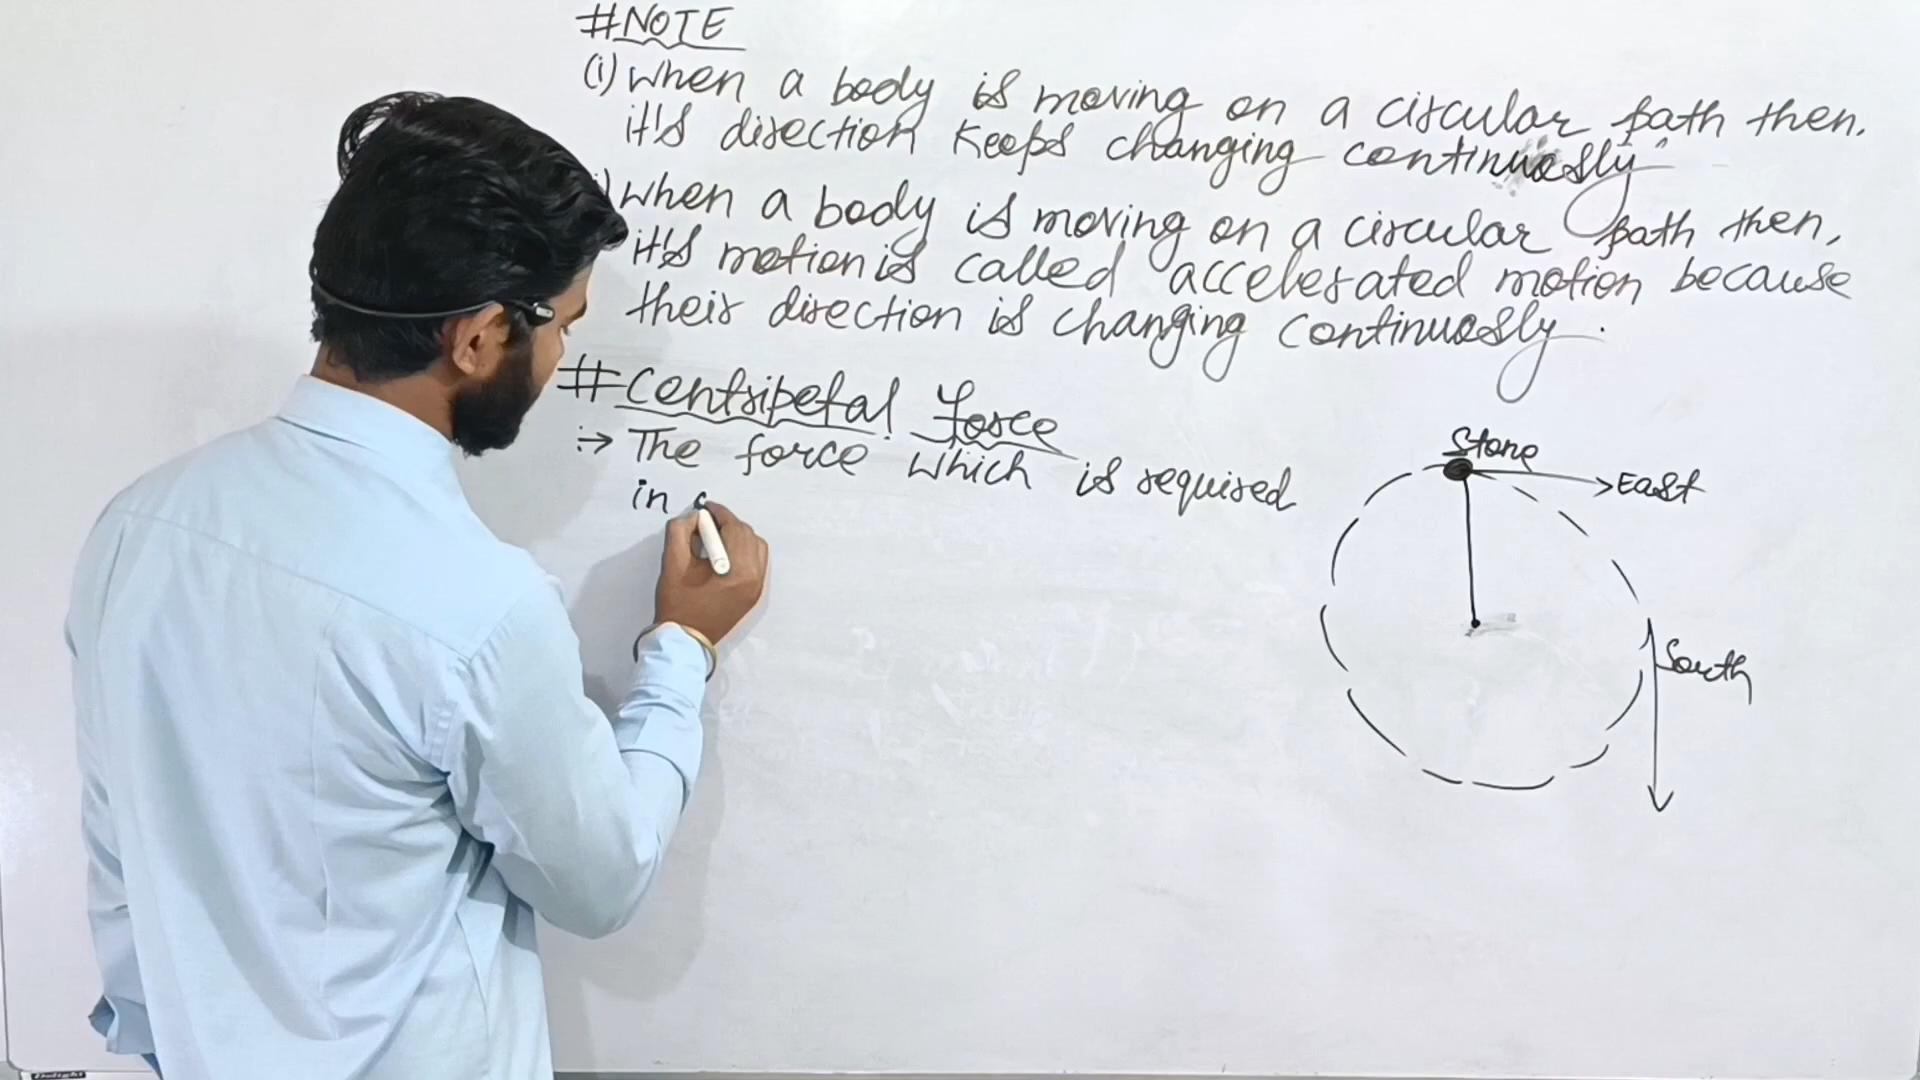 #NOTE
(i) When a body is moving on a circular path then.
it's direction keeps changing continuosly
) When a body is moving on a circular path then,
it's motion is called accelerated motion because
their direction is changing continuosly.
#Centripetal force
:→ The force which is required
in
Stone
East
South
Delight